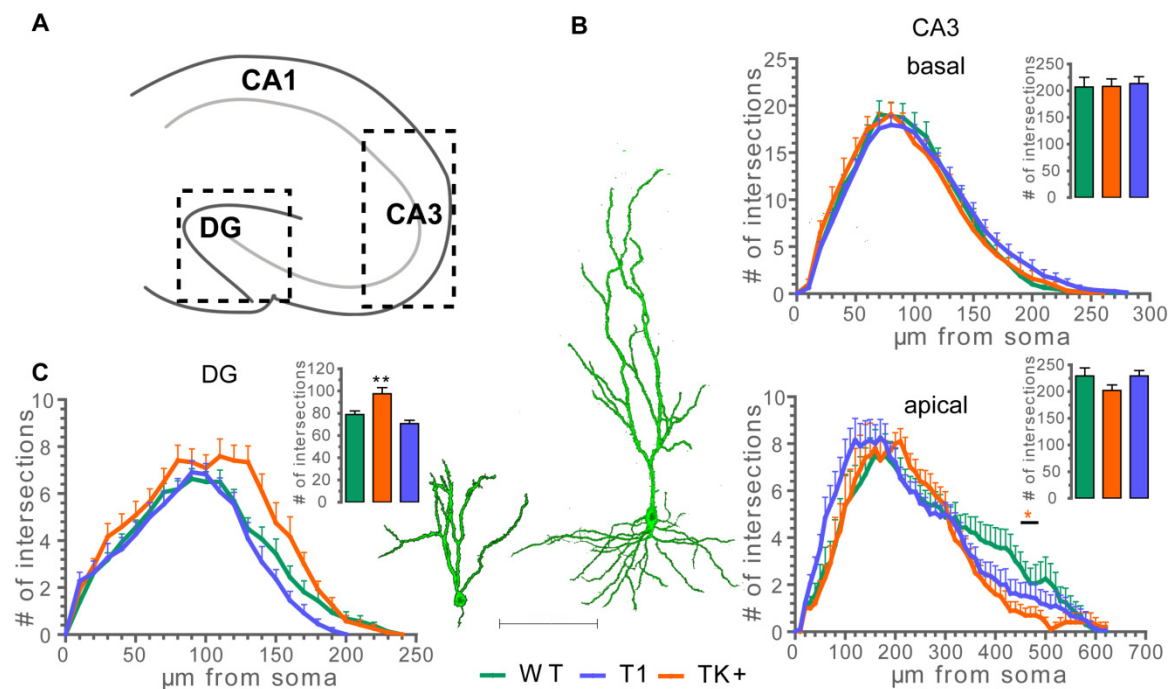 A
CA1
CA3
DG
B
CA3
basal
# of intersections
25
20
15
10
5
0
0 50 100 150 200 250 300
µm from soma
# of intersections
250
200
150
100
50
0
apical
# of intersections
10
8
6
4
2
0
0 100 200 300 400 500 600 700
µm from soma
*
# of intersections
250
200
150
100
50
0
C
DG
# of intersections
10
8
6
4
2
0
0 50 100 150 200 250
µm from soma
# of intersections
120
100
80
60
40
20
0
**
WT T1 TK+